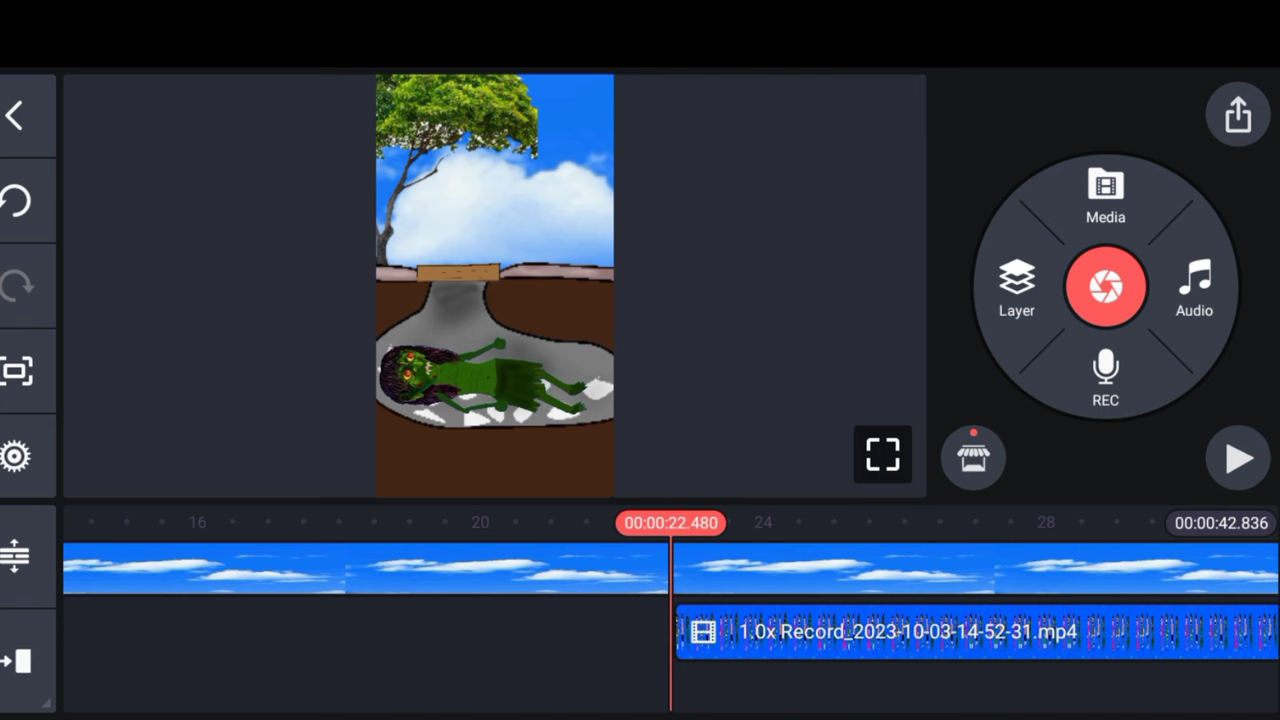 Media
Layer
Audio
REC
16
20
00:00:22.480
24
28
00:00:42.836
1.0x Record_2023-10-03-14-52-31.mp4